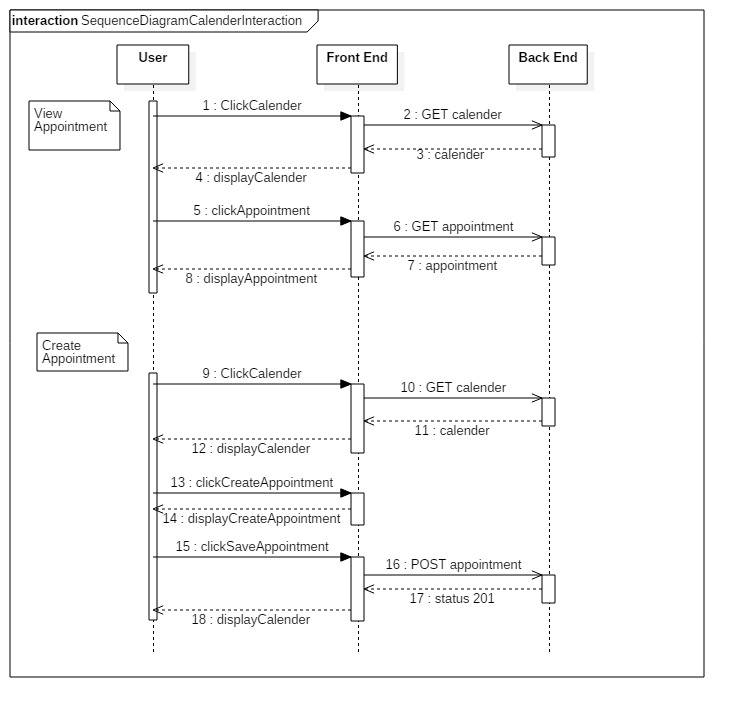 interaction SequenceDiagramCalenderInteraction
User
Front End
Back End
View
Appointment
1 : ClickCalender
2 : GET calender
3 : calender
4 : displayCalender
5 : clickAppointment
6 : GET appointment
7 : appointment
8 : displayAppointment
Create
Appointment
9 : ClickCalender
10 : GET calender
11 : calender
12 : displayCalender
13 : clickCreateAppointment
14 : displayCreateAppointment
15 : clickSaveAppointment
16 : POST appointment
17 : status 201
18 : displayCalender